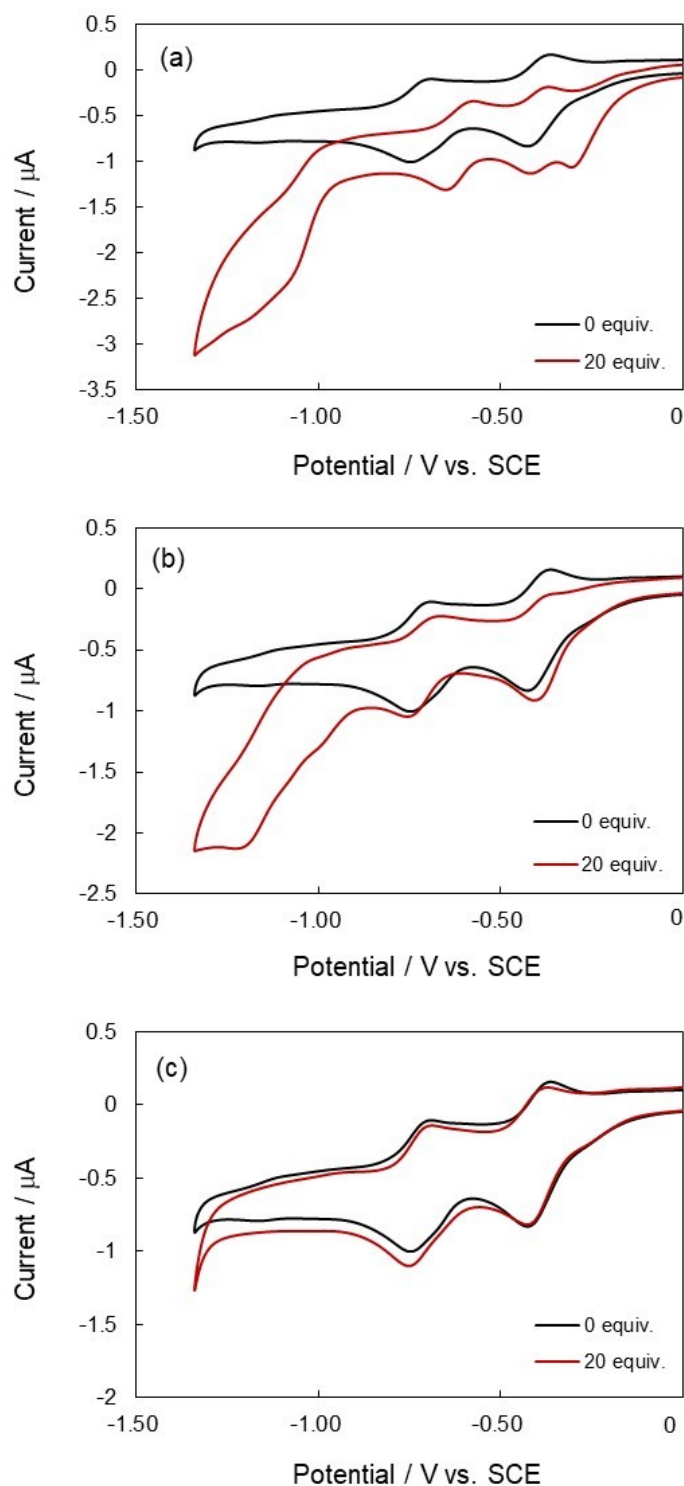 0.5
(a)
0
-0.5
-1
-1.5
-2
-2.5
-3
-3.5
Current / μA
0 equiv.
20 equiv.
-1.50 -1.00 -0.50 0
Potential / V vs. SCE
0.5
(b)
0
-0.5
-1
-1.5
-2
-2.5
Current / μA
0 equiv.
20 equiv.
-1.50 -1.00 -0.50 0
Potential / V vs. SCE
0.5
(c)
0
-0.5
-1
-1.5
-2
Current / μA
0 equiv.
20 equiv.
-1.50 -1.00 -0.50 0
Potential / V vs. SCE